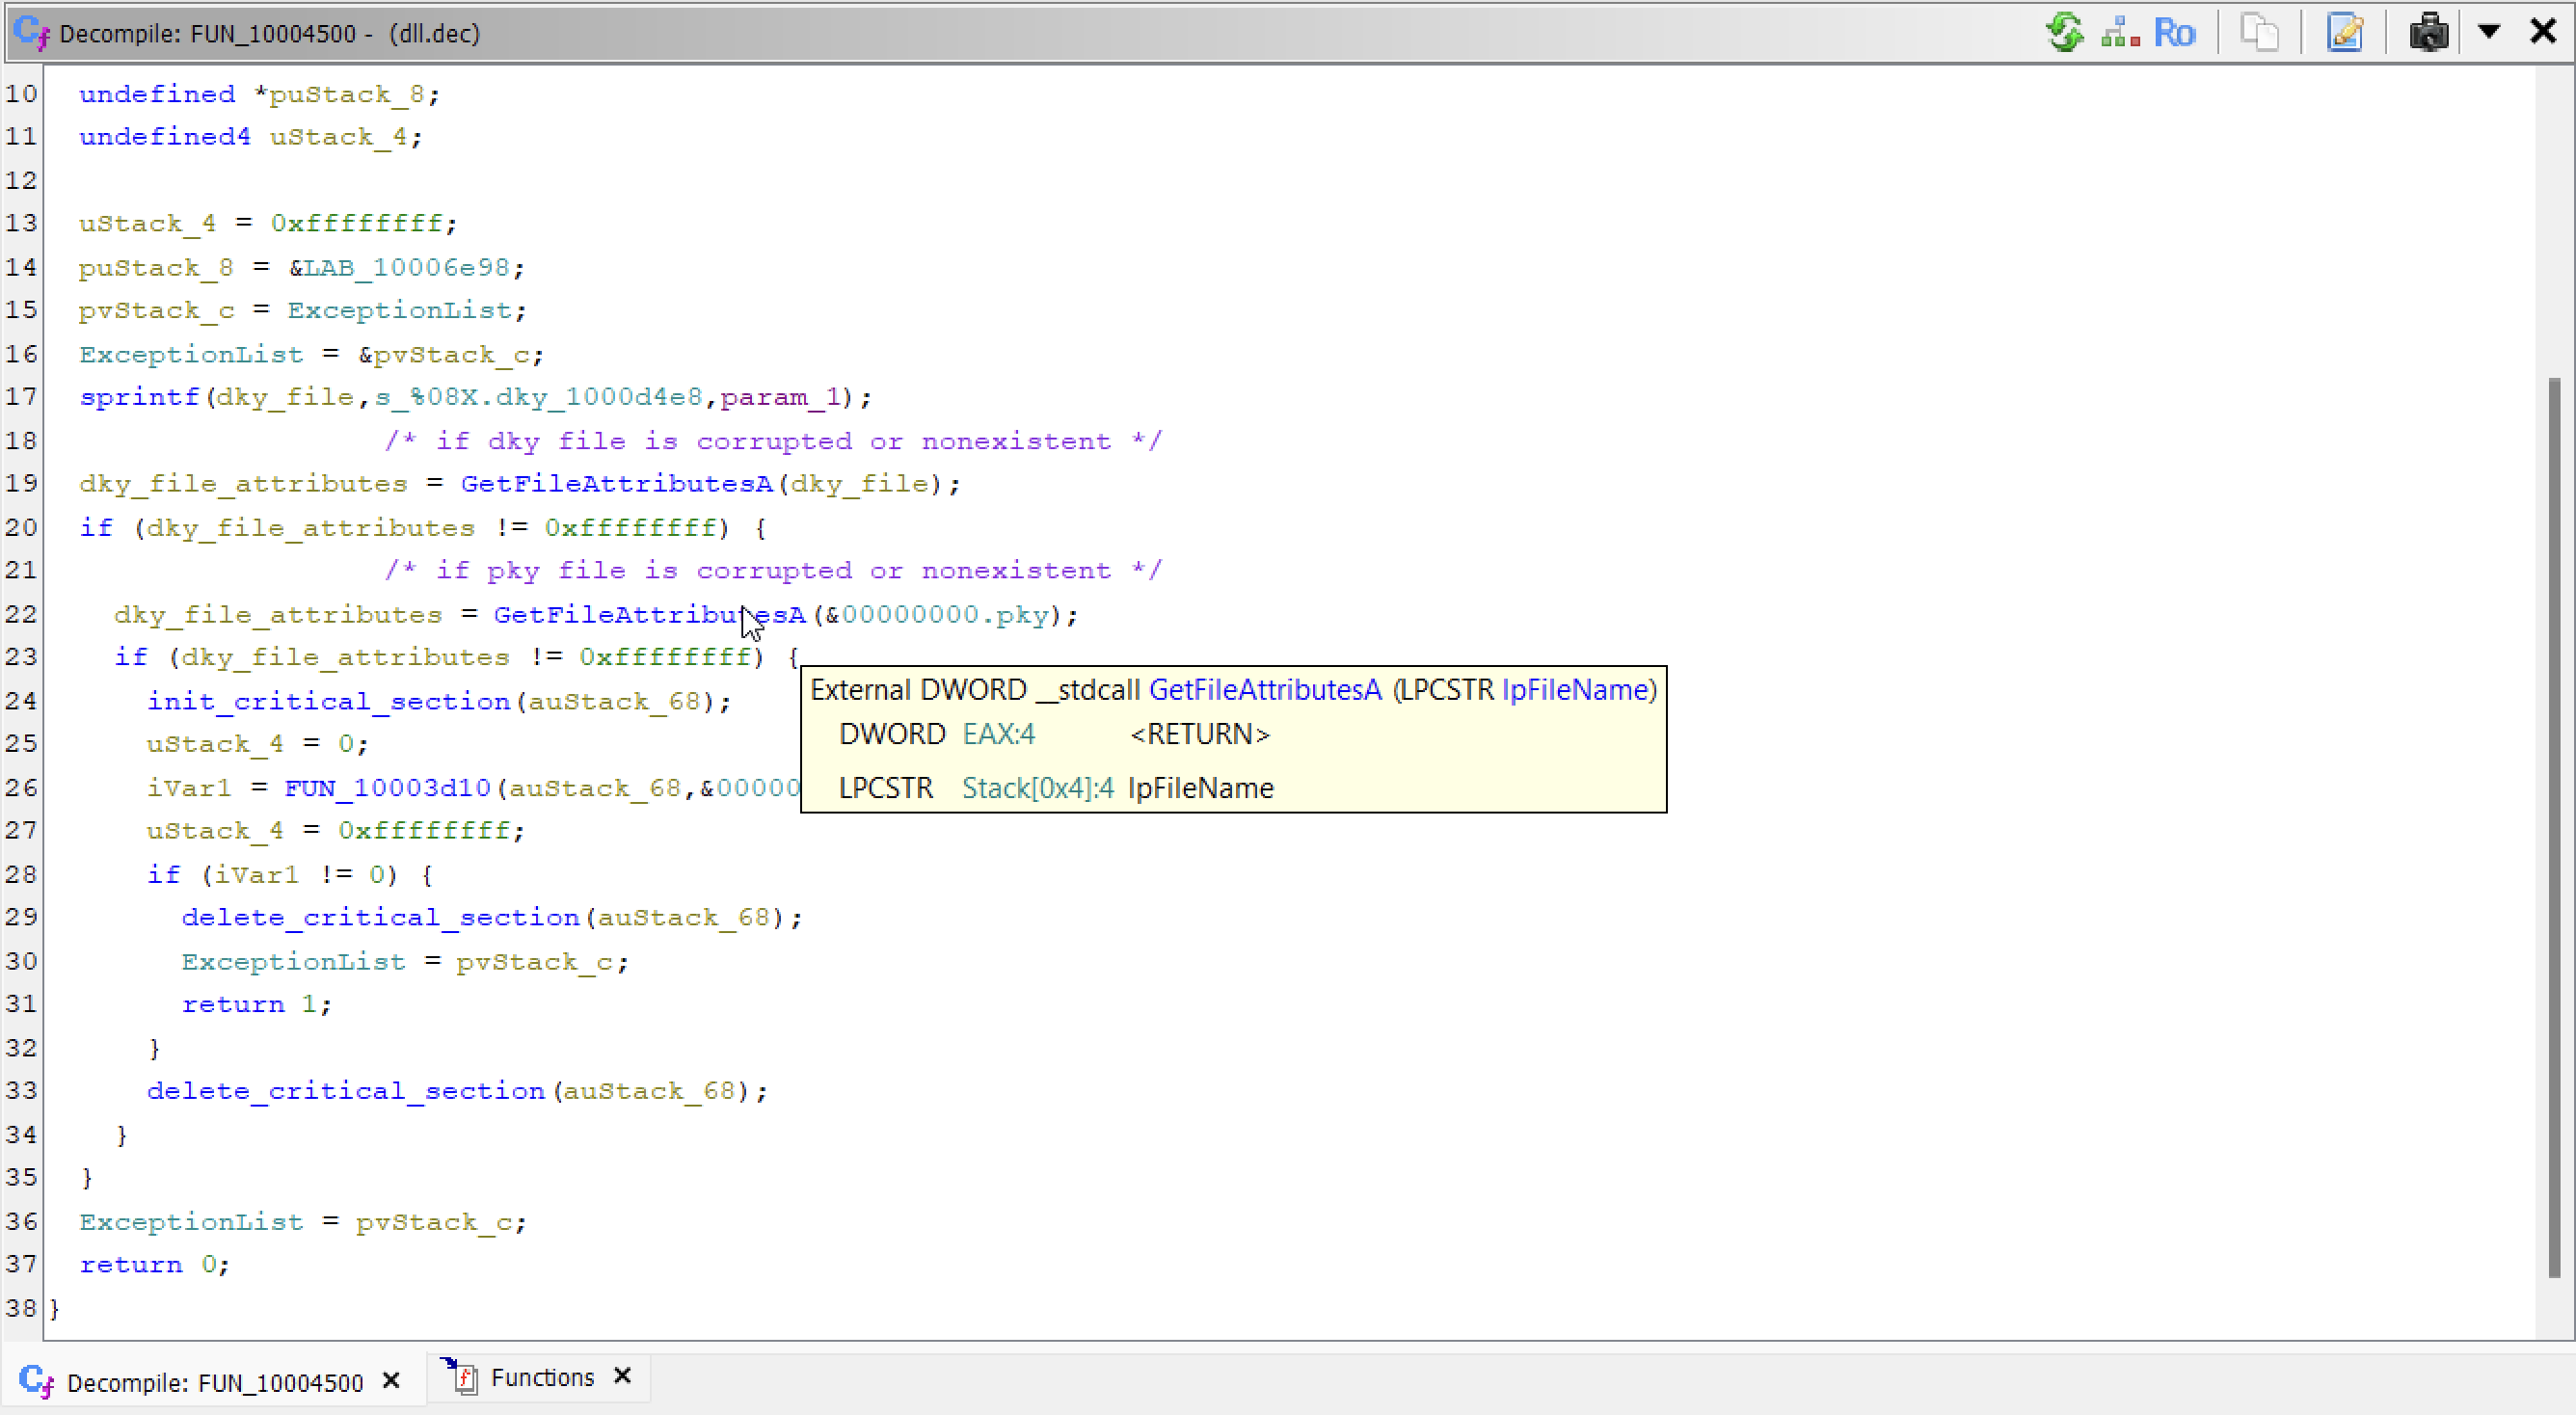 Decompile: FUN_10004500 - (dll.dec)
Ro
10 undefined *puStack_8;
11 undefined4 uStack_4;
12
13 uStack_4 = 0xffffffff;
14 puStack_8 = &LAB_10006e98;
15 pvStack_c = ExceptionList;
16 ExceptionList = &pvStack_c;
17 sprintf(dky_file,s_%08X.dky_1000d4e8,param_1);
18 /* if dky file is corrupted or nonexistent */
19 dky_file_attributes = GetFileAttributesA(dky_file);
20 if (dky_file_attributes != 0xffffffff) {
21 /* if pky file is corrupted or nonexistent */
22 dky_file_attributes = GetFileAttributesA(&00000000.pky);
23 if (dky_file_attributes != 0xffffffff) {
External DWORD __stdcall GetFileAttributesA (LPCSTR lpFileName)
24 init_critical_section(auStack_68);
DWORD EAX:4 <RETURN>
25 uStack_4 = 0;
26 iVar1 = FUN_10003d10(auStack_68,&00000
LPCSTR Stack[0x4]:4 lpFileName
27 uStack_4 = 0xffffffff;
28 if (iVar1 != 0) {
29 delete_critical_section(auStack_68);
30 ExceptionList = pvStack_c;
31 return 1;
32 }
33 delete_critical_section(auStack_68);
34 }
35 }
36 ExceptionList = pvStack_c;
37 return 0;
38 }
Decompile: FUN_10004500 Functions